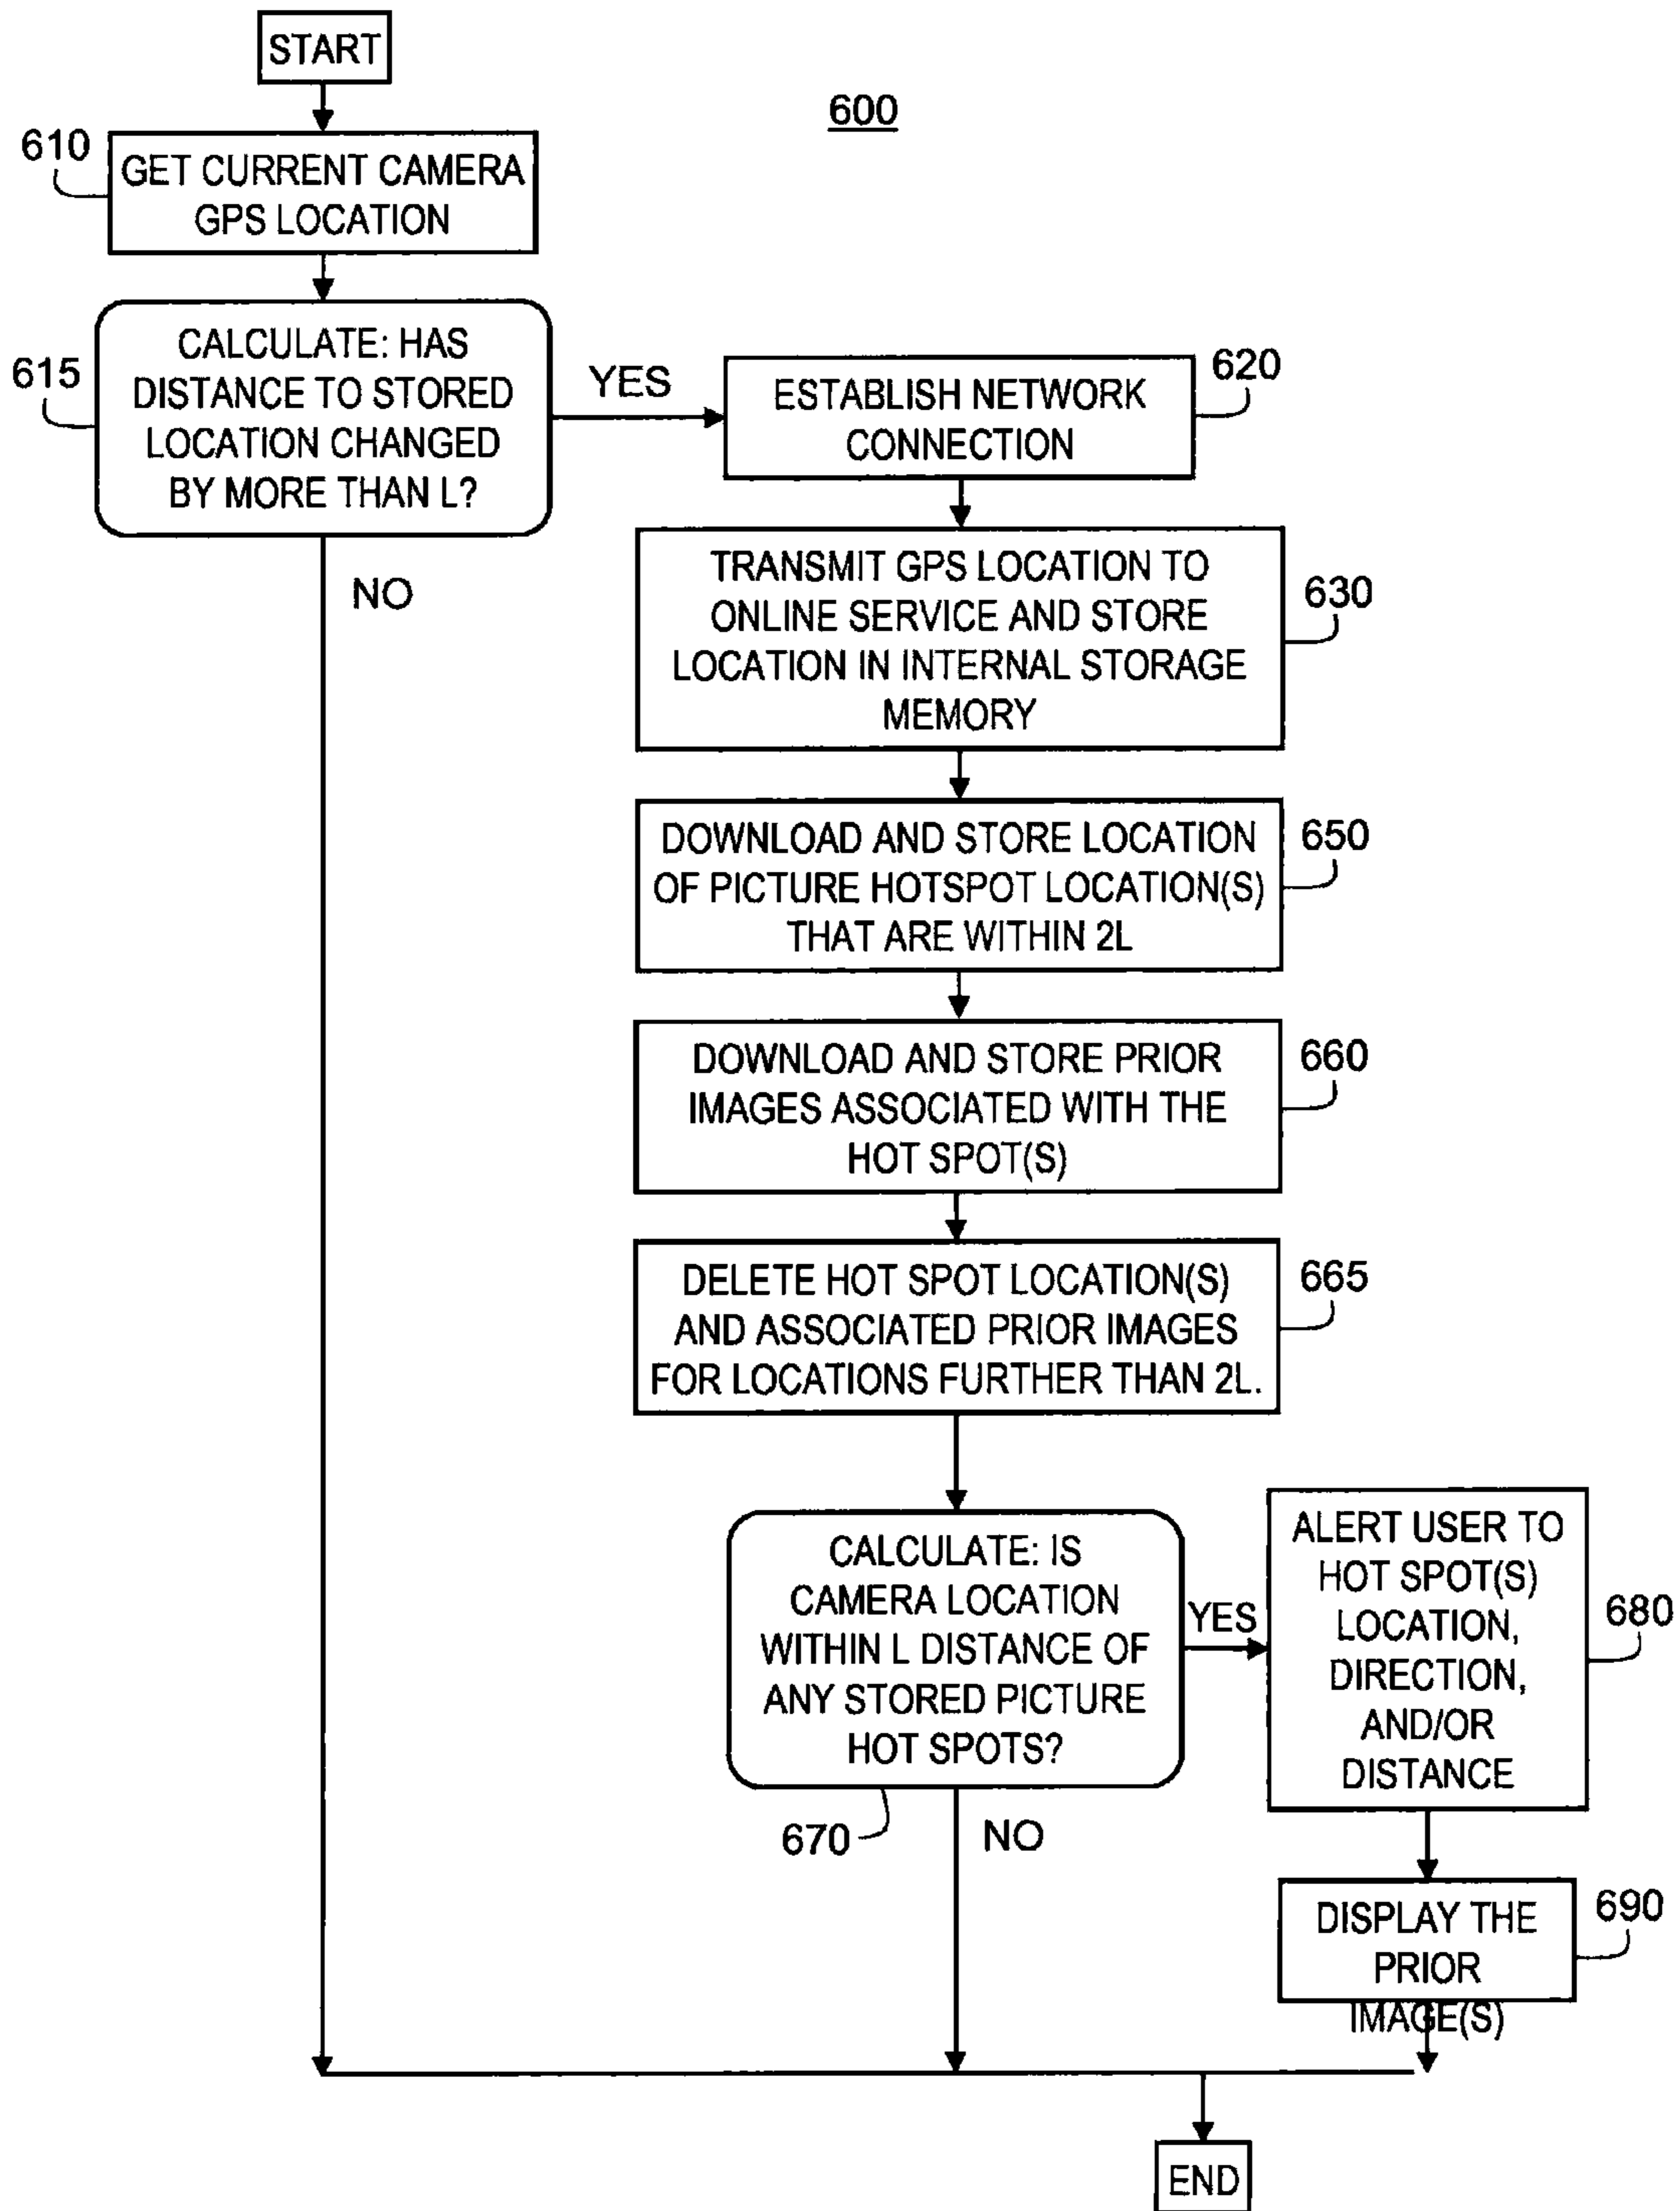 START
600
610
GET CURRENT CAMERA
GPS LOCATION
615
CALCULATE: HAS
DISTANCE TO STORED
LOCATION CHANGED
BY MORE THAN L?
YES
NO
620
ESTABLISH NETWORK
CONNECTION
TRANSMIT GPS LOCATION TO
ONLINE SERVICE AND STORE
LOCATION IN INTERNAL STORAGE
MEMORY
630
DOWNLOAD AND STORE LOCATION
OF PICTURE HOTSPOT LOCATION(S)
THAT ARE WITHIN 2L
650
DOWNLOAD AND STORE PRIOR
IMAGES ASSOCIATED WITH THE
HOT SPOT(S)
660
DELETE HOT SPOT LOCATION(S)
AND ASSOCIATED PRIOR IMAGES
FOR LOCATIONS FURTHER THAN 2L.
665
CALCULATE: IS
CAMERA LOCATION
WITHIN L DISTANCE OF
ANY STORED PICTURE
HOT SPOTS?
670
YES
NO
ALERT USER TO
HOT SPOT(S)
LOCATION,
DIRECTION,
AND/OR
DISTANCE
680
DISPLAY THE
PRIOR
IMAGE(S)
690
END